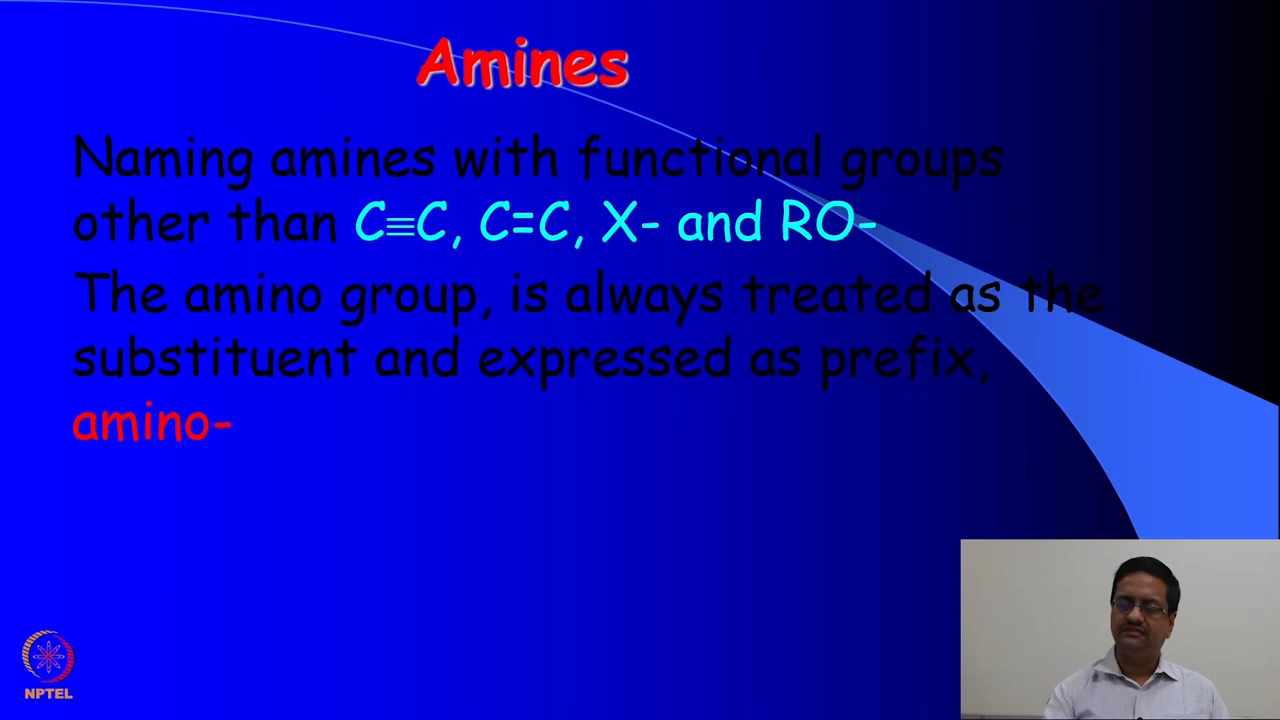 Amines
Naming amines with functional groups
other than C≡C, C=C, X- and RO-
The amino group, is always treated as the
substituent and expressed as prefix,
amino-
NPTEL